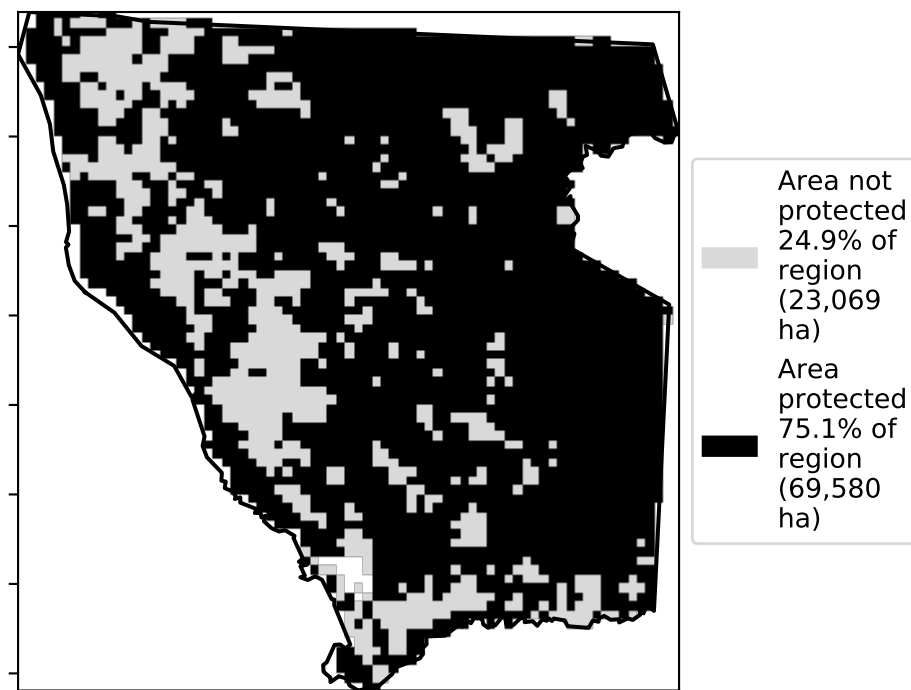 Area not
protected
24.9% of
region
(23,069
ha)
Area
protected
75.1% of
region
(69,580
ha)